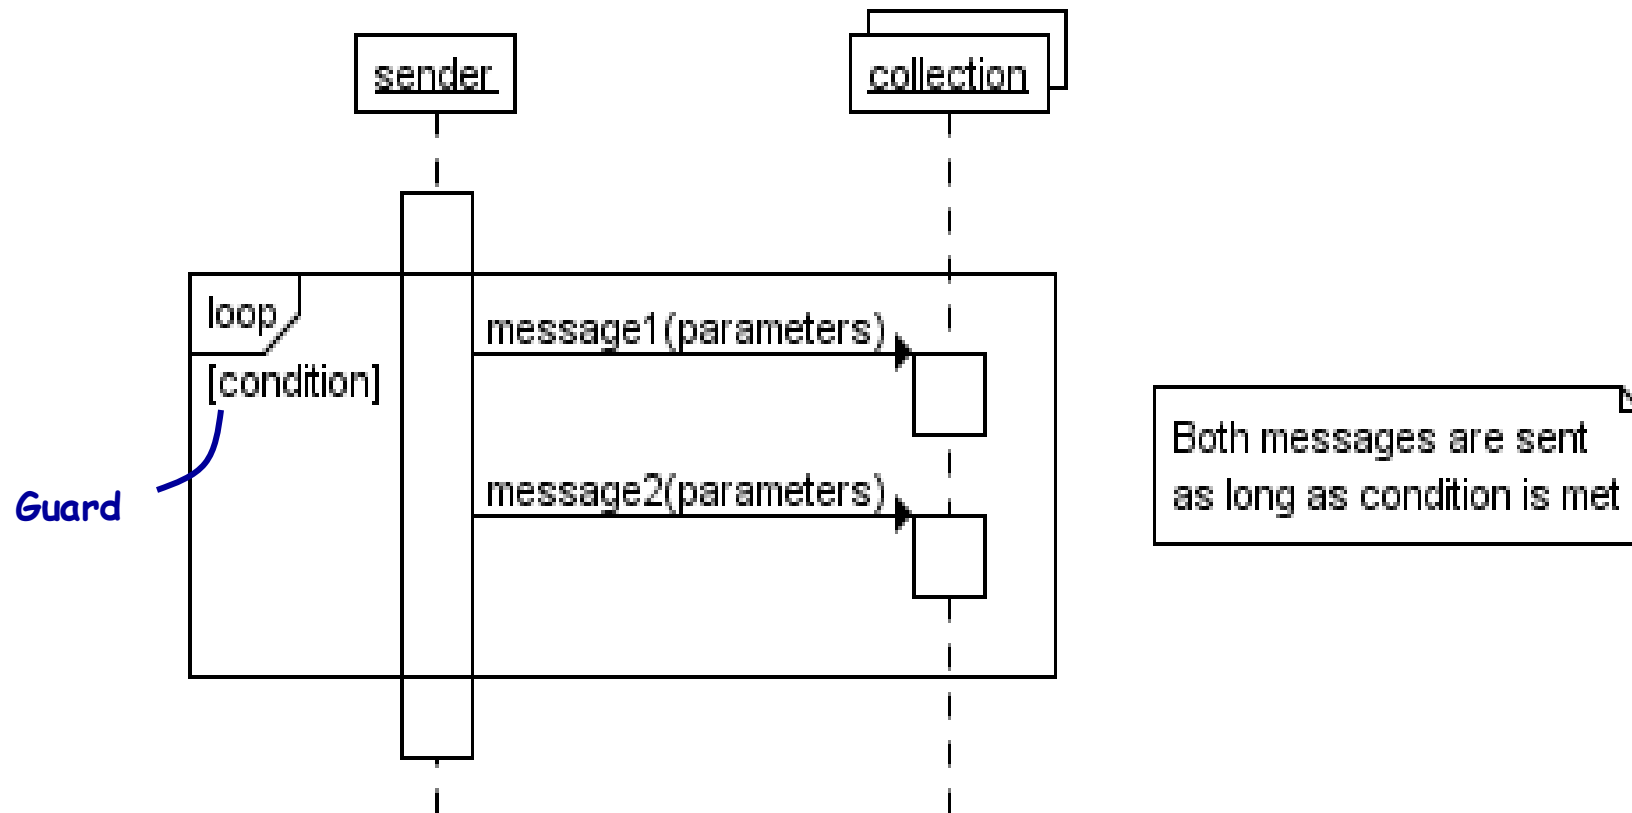 sender
collection
loop
message1(parameters)
[condition]
Guard
message2(parameters)
Both messages are sent
as long as condition is met